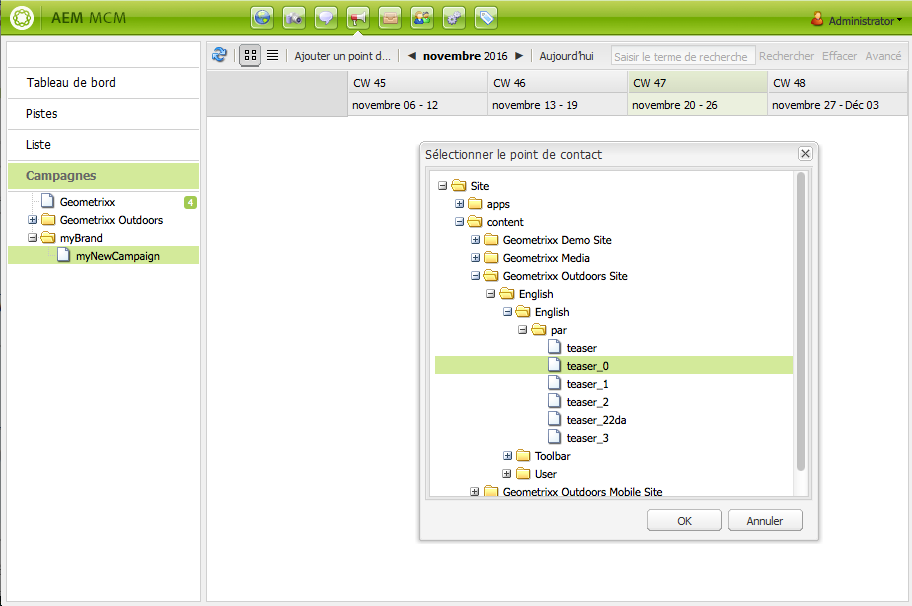 AEM MCM
Administrator
Tableau de bord
Pistes
Liste
Campagnes
Geometrixx 4
Geometrixx Outdoors
myBrand
myNewCampaign
Ajouter un point d... novembre 2016 Aujourd'hui Saisir le terme de recherche Rechercher Effacer Avancé
CW 45 CW 46 CW 47 CW 48
novembre 06 - 12 novembre 13 - 19 novembre 20 - 26 novembre 27 - Déc 03
Sélectionner le point de contact
Site
apps
content
Geometrixx Demo Site
Geometrixx Media
Geometrixx Outdoors Site
English
English
par
teaser
teaser_0
teaser_1
teaser_2
teaser_22da
teaser_3
Toolbar
User
Geometrixx Outdoors Mobile Site
OK Annuler